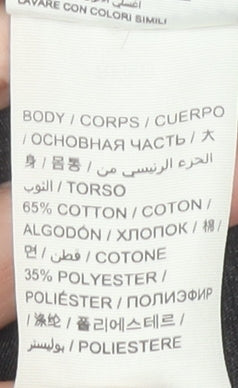 LAVARE CON COLORI SIMILI
BODY / CORPS / CUERPO
/ ОСНОВНАЯ ЧАСТЬ / 大
身 / 몸통 / الجزء الرئيسي من
الثوب / TORSO
65% COTTON / COTON /
ALGODÓN / ХЛОПОК / 棉 /
면 / قطن / COTONE
35% POLYESTER /
POLIÉSTER / ПОЛИЭФИР
/ 涤纶 / 폴리에스테르 /
بوليستر / POLIESTERE